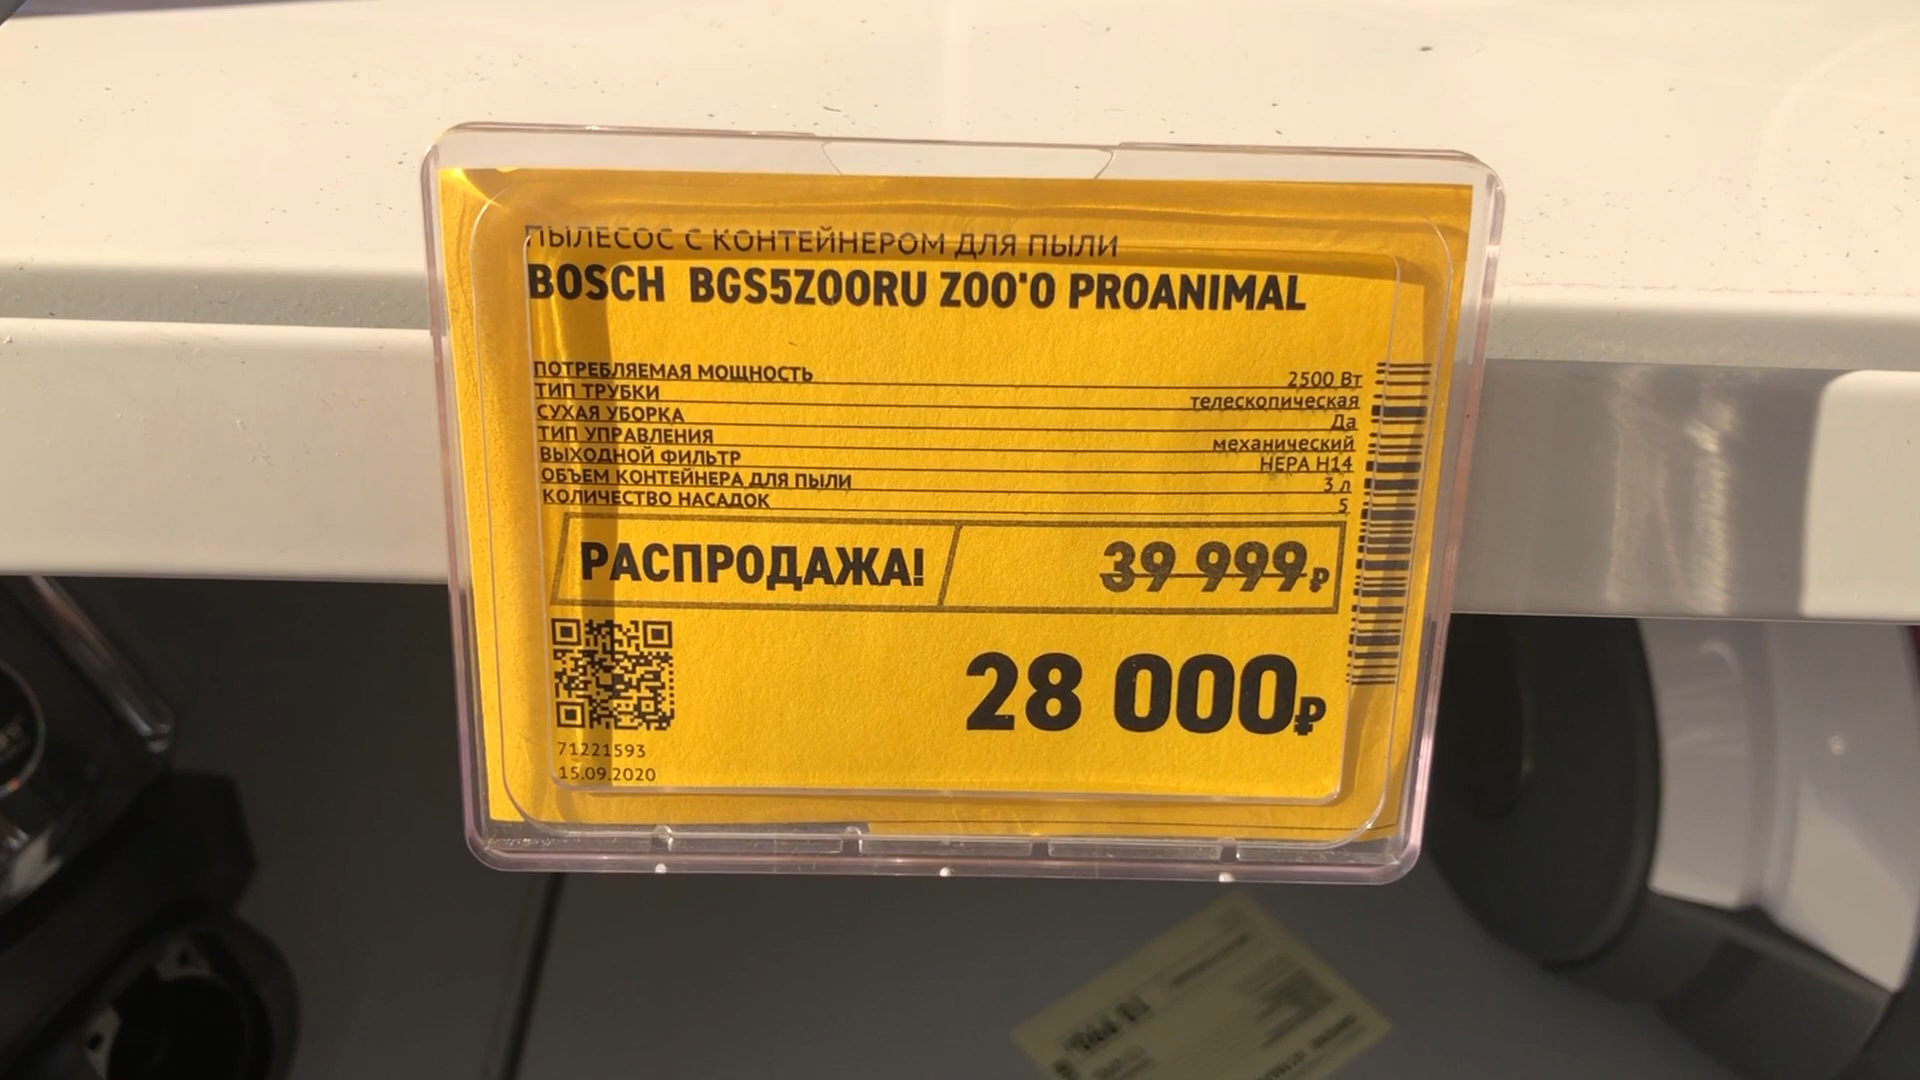 ПЫЛЕСОС С КОНТЕЙНЕРОМ ДЛЯ ПЫЛИ
BOSCH BGS5ZOORU ZOO'O PROANIMAL
ПОТРЕБЛЯЕМАЯ МОЩНОСТЬ 2500 Вт
ТИП ТРУБКИ телескопическая
СУХАЯ УБОРКА Да
ТИП УПРАВЛЕНИЯ механический
ВЫХОДНОЙ ФИЛЬТР HEPA H14
ОБЪЕМ КОНТЕЙНЕРА ДЛЯ ПЫЛИ 3 л
КОЛИЧЕСТВО НАСАДОК 5
РАСПРОДАЖА! 39 999₽
28 000₽
71221593
15.09.2020